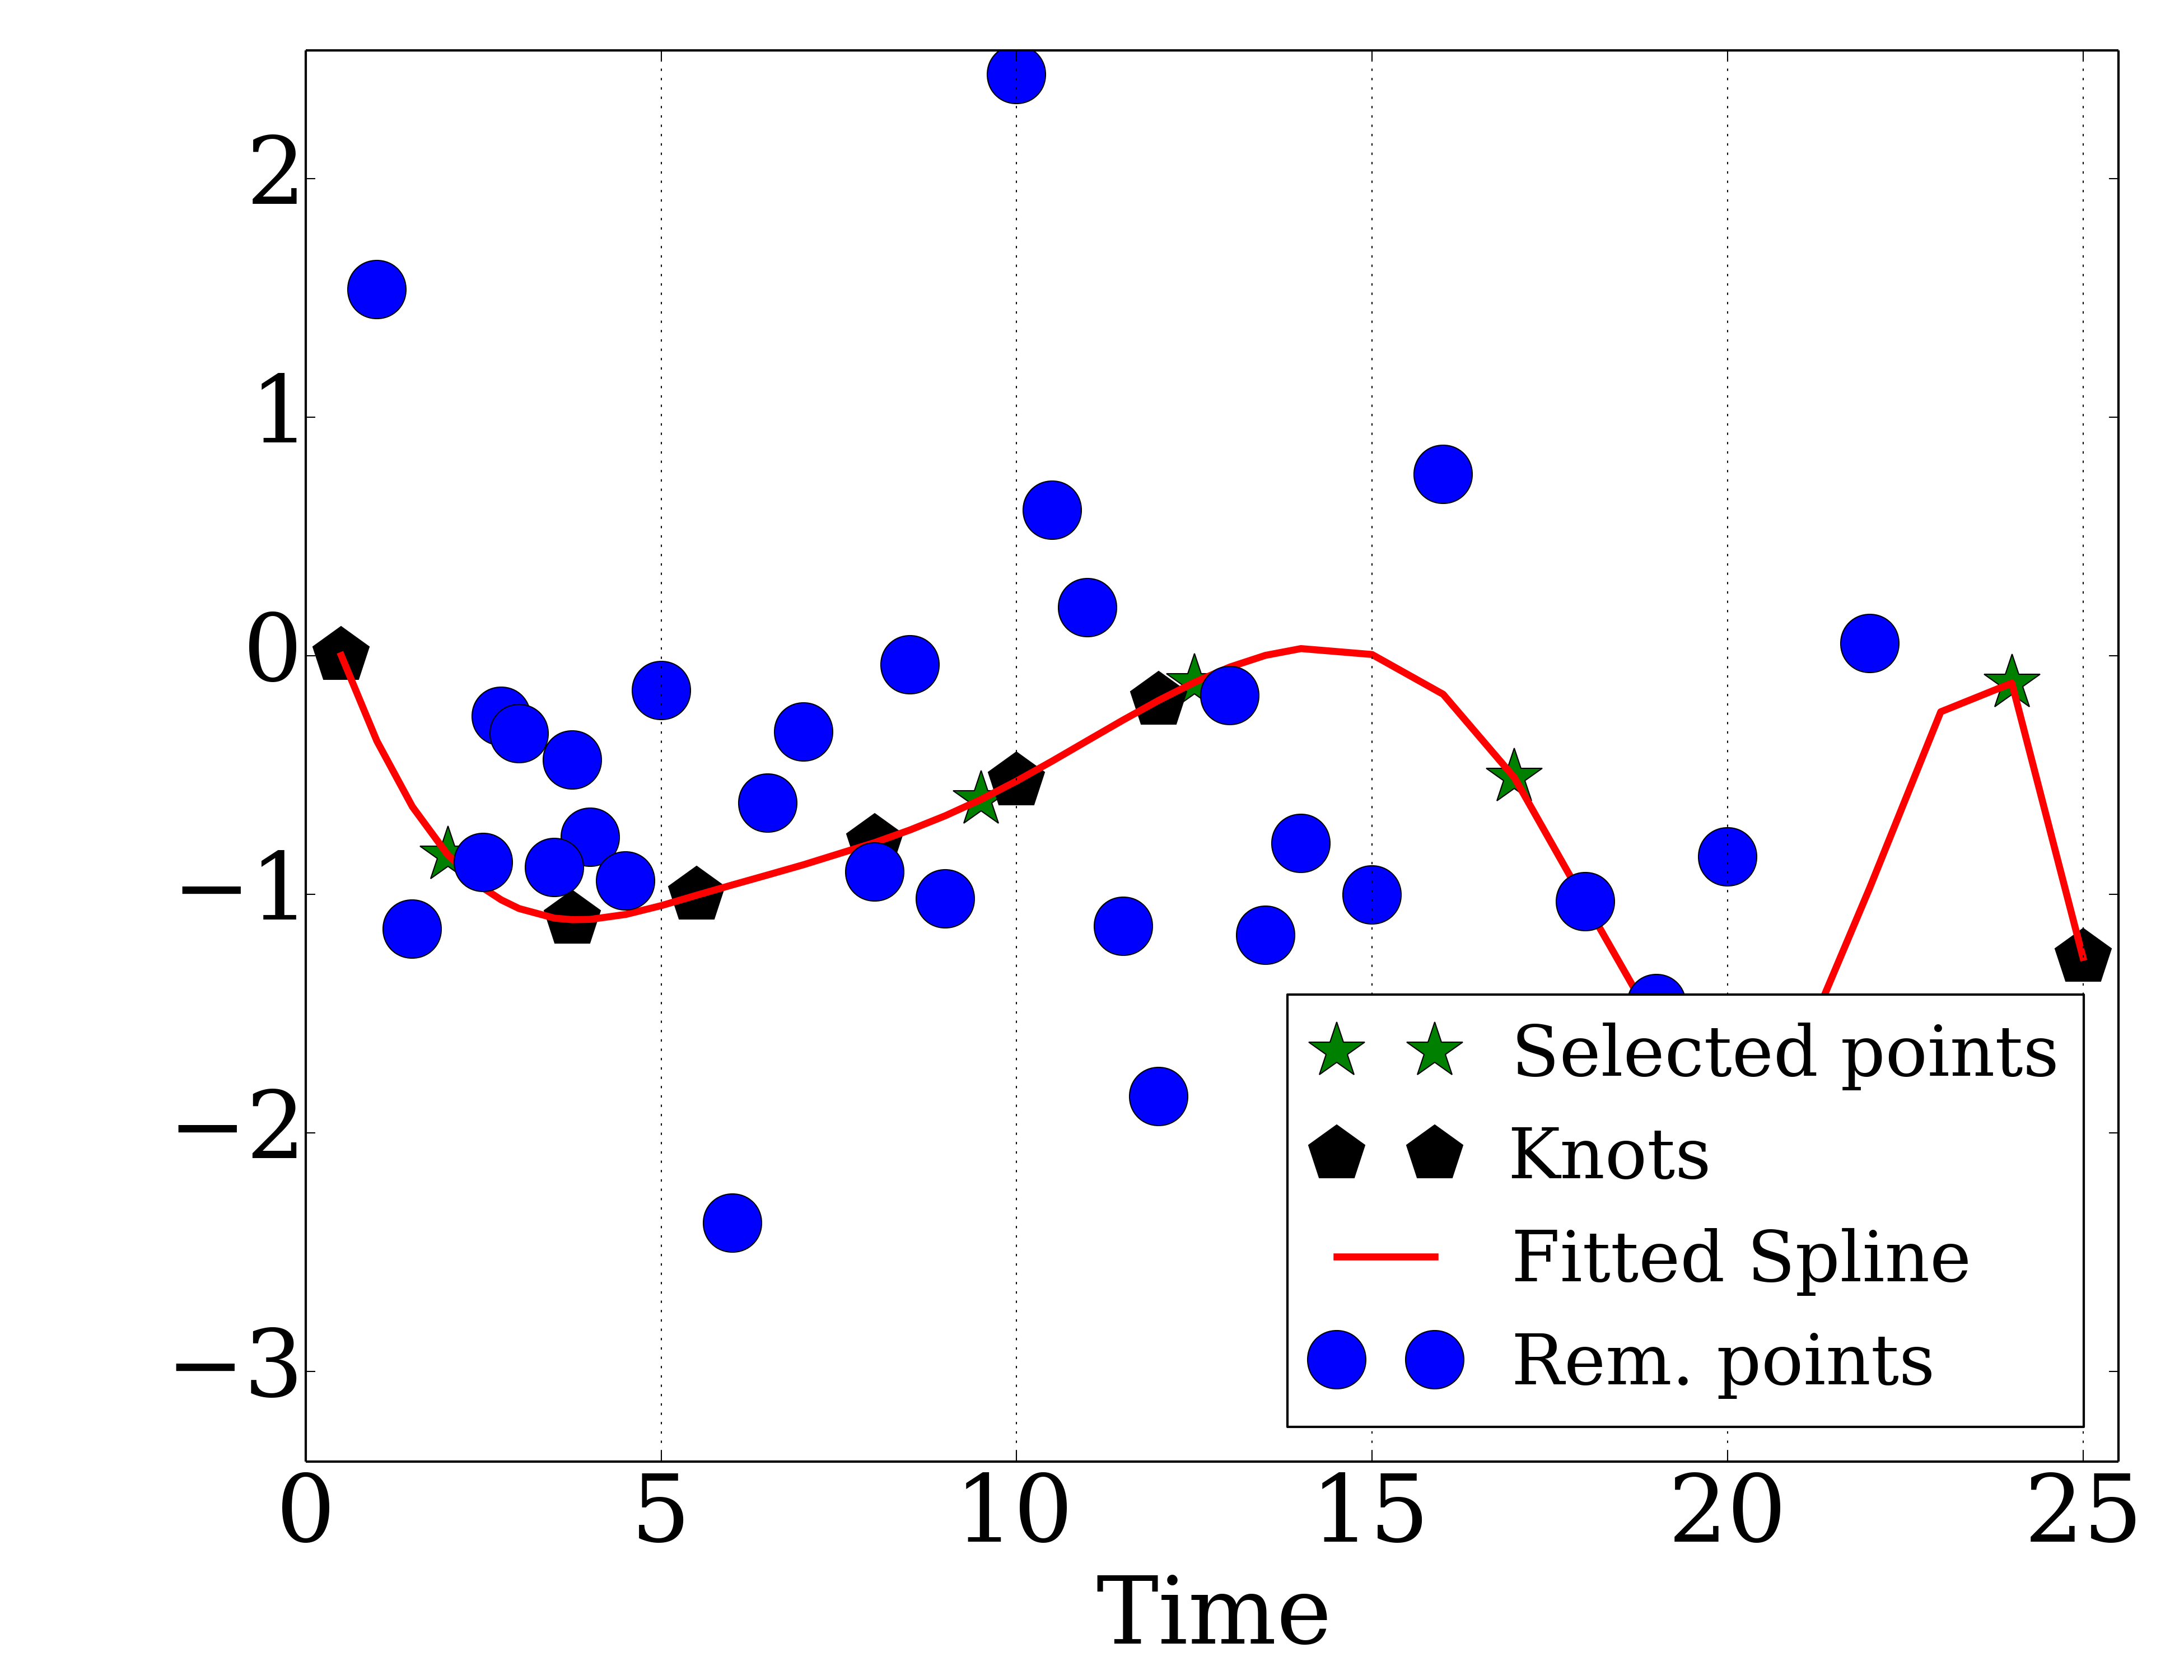 2
1
0
−1
−2
−3
Selected points
Knots
Fitted Spline
Rem. points
0 5 10 15 20 25
Time